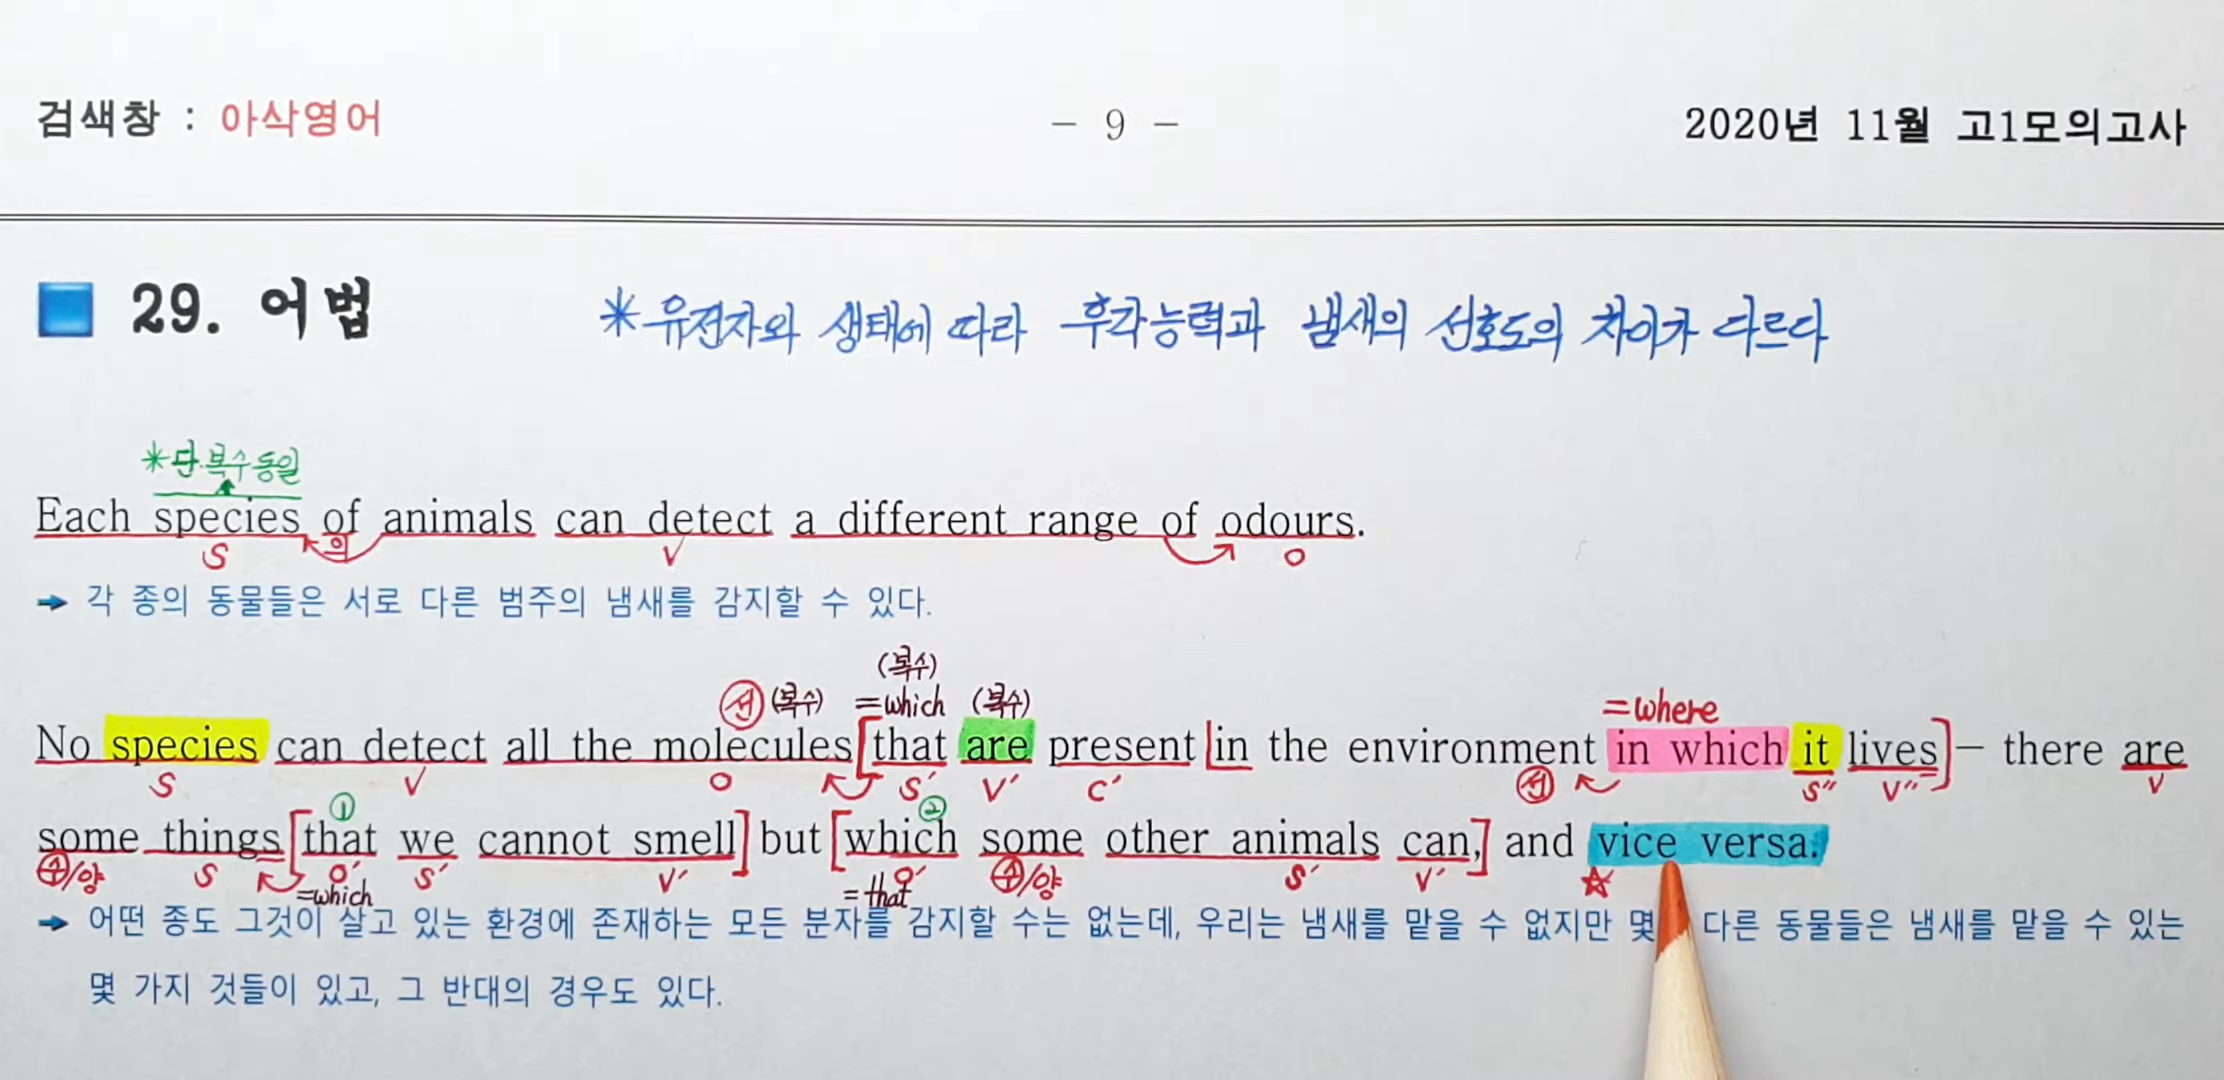 검색창 : 아삭영어
- 9 -
2020년 11월 고1모의고사
29. 어법
*유전자와 생태에 따라 후각능력과 냄새의 선호도의 차이가 다르다
*단·복수동일
Each species of animals can detect a different range of odours.
S 의 V O
→ 각 종의 동물들은 서로 다른 범주의 냄새를 감지할 수 있다.
(복수)
선 (복수) =which (복수) =where
No species can detect all the molecules [that are present [in the environment in which it lives] - there are
S V O S' V' C' 선 S" V" V
① ②
some things [that we cannot smell] but [which some other animals can,] and vice versa.
수/양 S O' S' V' O' 수/양 S' V' ☆
=which =that
→ 어떤 종도 그것이 살고 있는 환경에 존재하는 모든 분자를 감지할 수는 없는데, 우리는 냄새를 맡을 수 없지만 몇 다른 동물들은 냄새를 맡을 수 있는
몇 가지 것들이 있고, 그 반대의 경우도 있다.